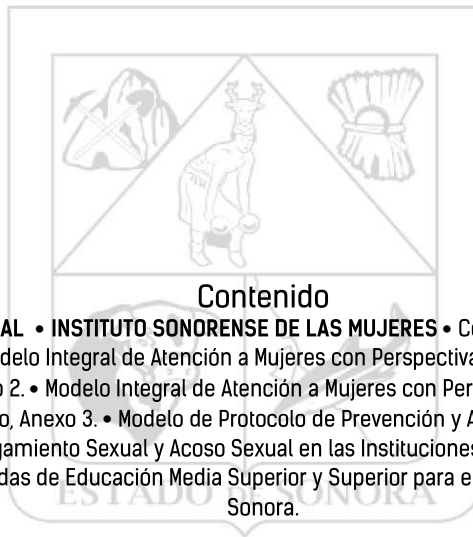 Contenido
AL • INSTITUTO SONORENSE DE LAS MUJERES •
delo Integral de Atención a Mujeres con Perspectiva
2. • Modelo Integral de Atención a Mujeres con Per
o, Anexo 3. • Modelo de Protocolo de Prevención y A
gamiento Sexual y Acoso Sexual en las Instituciones
das de Educación Media Superior y Superior para e
Sonora.
ESTADO DE SONORA